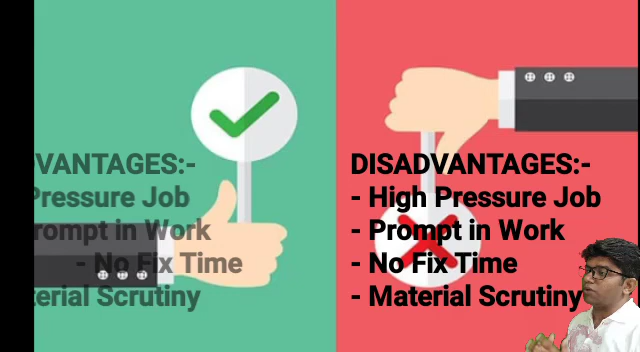 VANTAGES:-
Pressure Job
rompt in Work
- No Fix Time
terial Scrutiny
DISADVANTAGES:-
- High Pressure Job
- Prompt in Work
- No Fix Time
- Material Scrutiny